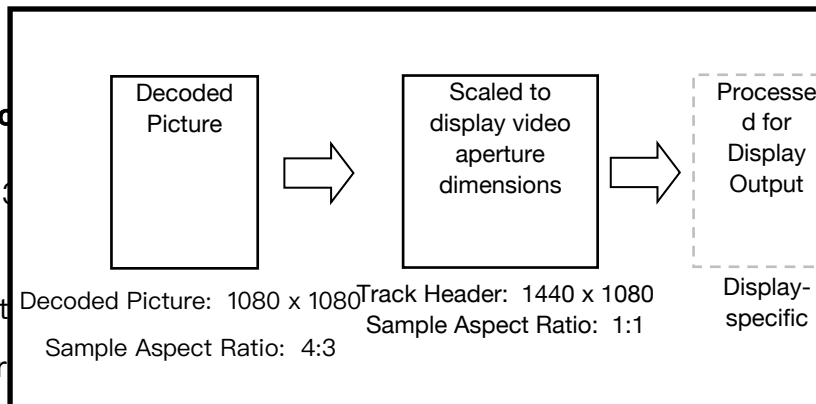 Decoded
Picture
Scaled to
display video
aperture
dimensions
Processe
d for
Display
Output
Decoded Picture: 1080 x 1080
Sample Aspect Ratio: 4:3
Track Header: 1440 x 1080
Sample Aspect Ratio: 1:1
Display-
specific